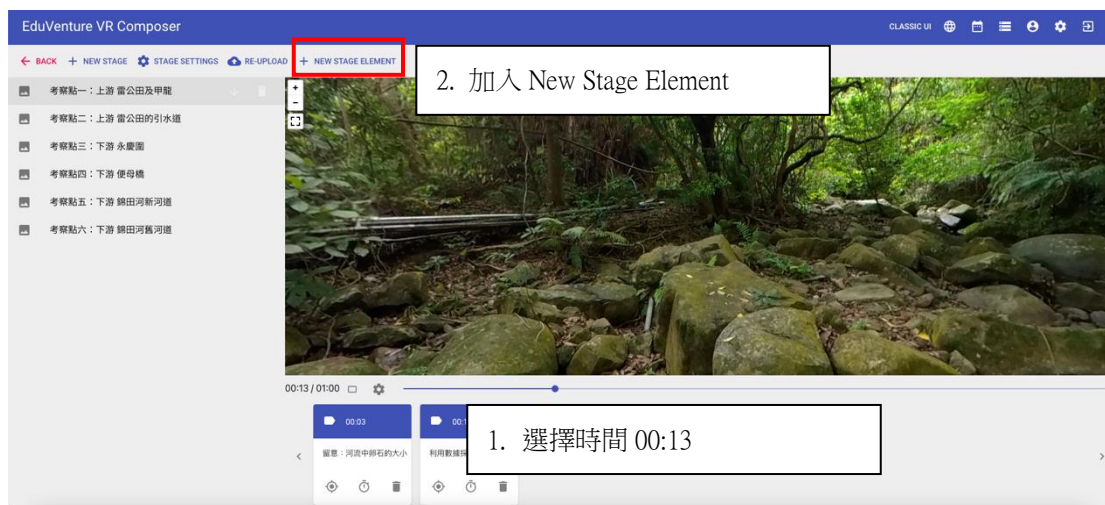 EduVenture VR Composer
CLASSIC UI
BACK + NEW STAGE STAGE SETTINGS RE-UPLOAD + NEW STAGE ELEMENT
2. 加入 New Stage Element
考察點一：上游 雷公田及甲龍
考察點二：上游 雷公田的引水道
考察點三：下游 永慶圍
考察點四：下游 便母橋
考察點五：下游 錦田河新河道
考察點六：下游 錦田河舊河道
+
-
00:13 / 01:00
1. 選擇時間 00:13
00:03
留意：河流中卵石的大小
利用數據